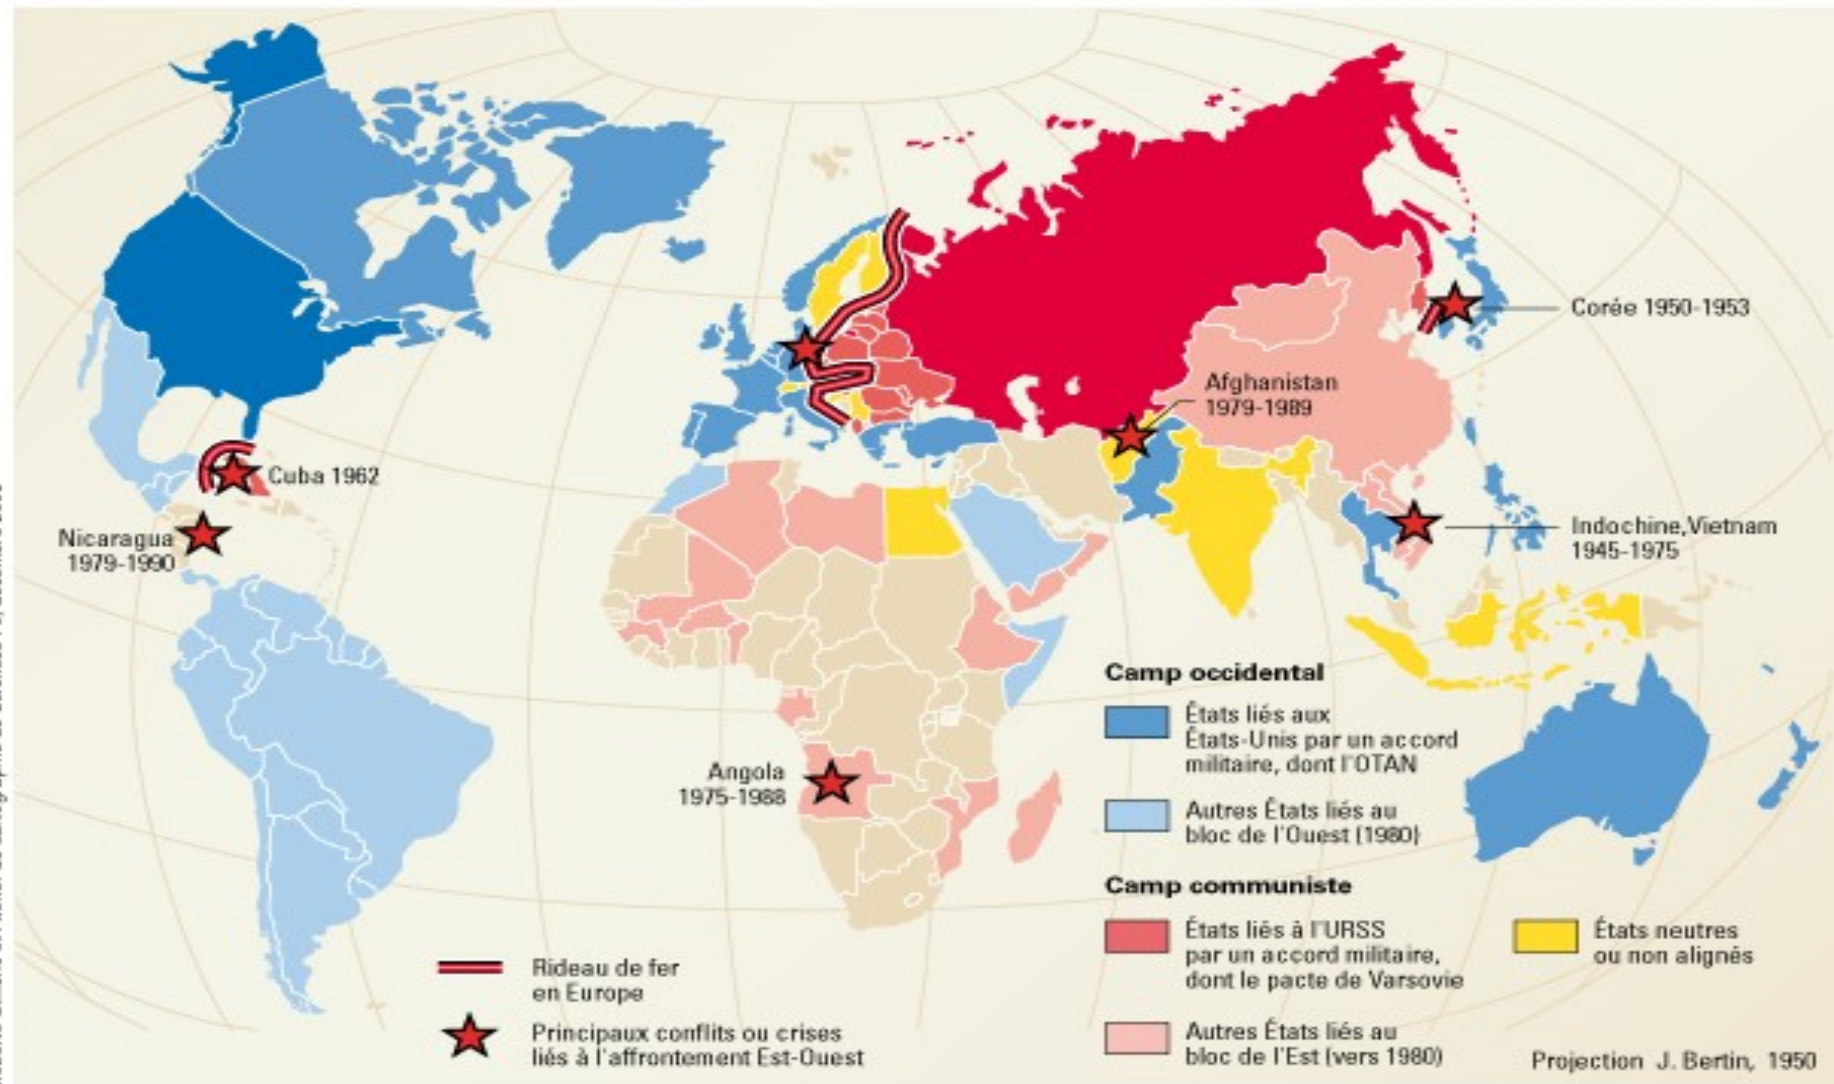 Corée 1950-1953
Afghanistan
1979-1989
Cuba 1962
Nicaragua
1979-1990
Indochine, Vietnam
1945-1975
Angola
1975-1988
Camp occidental
États liés aux
États-Unis par un accord
militaire, dont l'OTAN
Autres États liés au
bloc de l'Ouest (1980)
Camp communiste
États liés à l'URSS
par un accord militaire,
dont le pacte de Varsovie
Autres États liés au
bloc de l'Est (vers 1980)
États neutres
ou non alignés
Rideau de fer
en Europe
Principaux conflits ou crises
liés à l'affrontement Est-Ouest
Projection J. Bertin, 1950